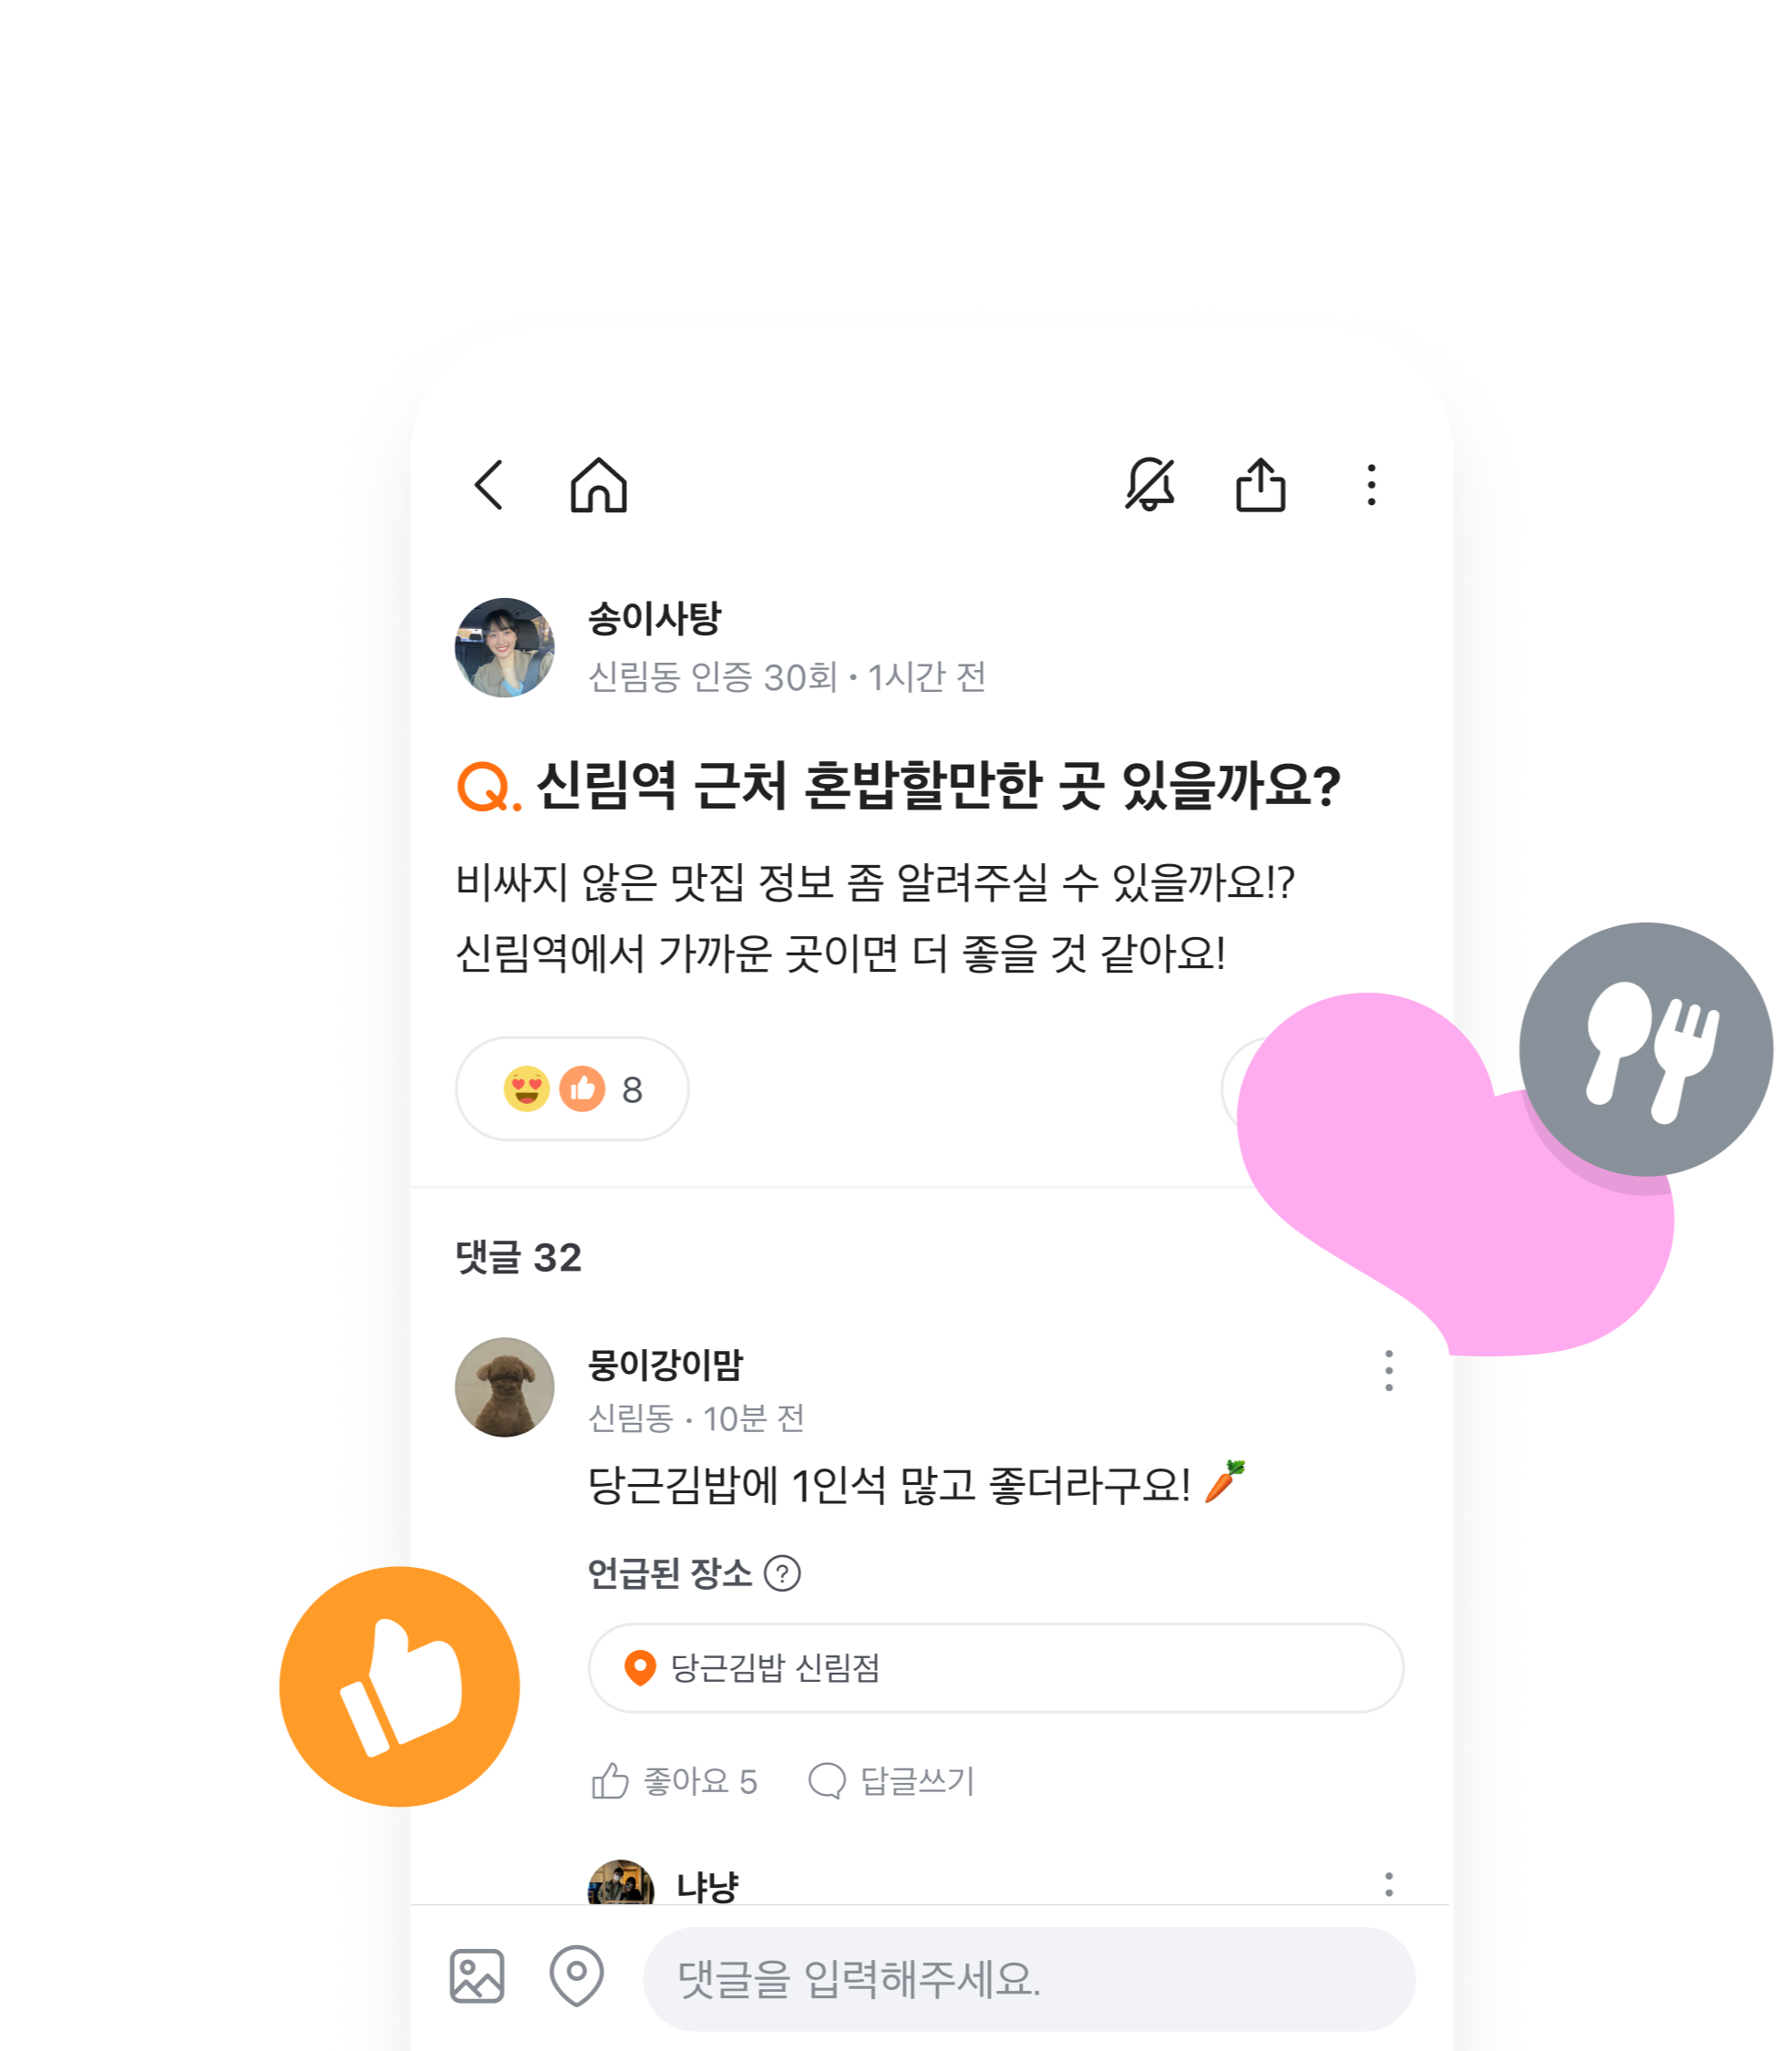 송이사탕
신림동 인증 30회 · 1시간 전
Q. 신림역 근처 혼밥할만한 곳 있을까요?
비싸지 않은 맛집 정보 좀 알려주실 수 있을까요!?
신림역에서 가까운 곳이면 더 좋을 것 같아요!
8
댓글 32
뭉이강이맘
신림동 · 10분 전
당근김밥에 1인석 많고 좋더라구요! 🥕
언급된 장소 ?
당근김밥 신림점
좋아요 5 답글쓰기
냐냥
댓글을 입력해주세요.